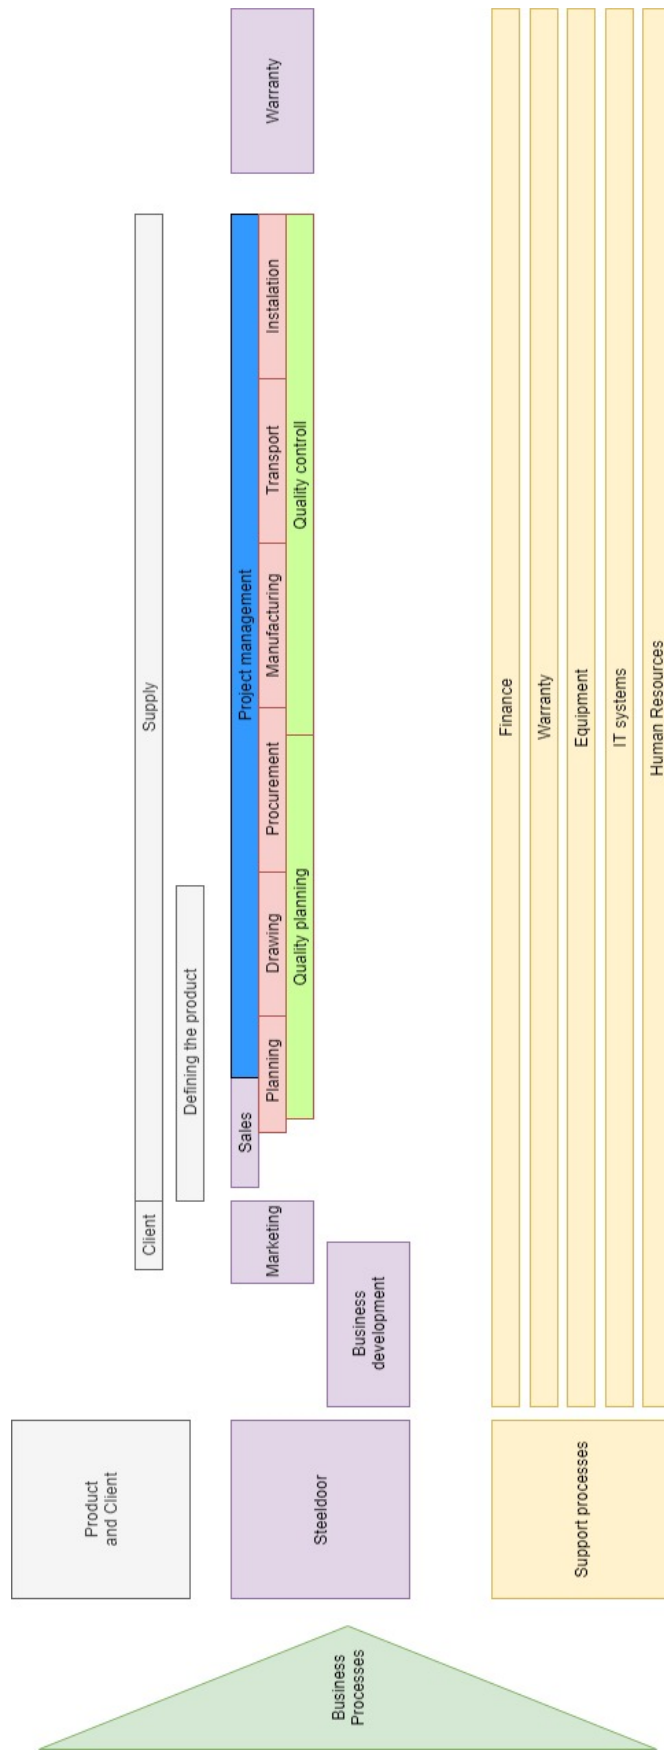 Business
Processes
Product
and Client
Client
Supply
Defining the product
Steeldoor
Business
development
Marketing
Sales
Project management
Planning
Drawing
Procurement
Manufacturing
Transport
Instalation
Quality planning
Quality controll
Warranty
Support processes
Finance
Warranty
Equipment
IT systems
Human Resources